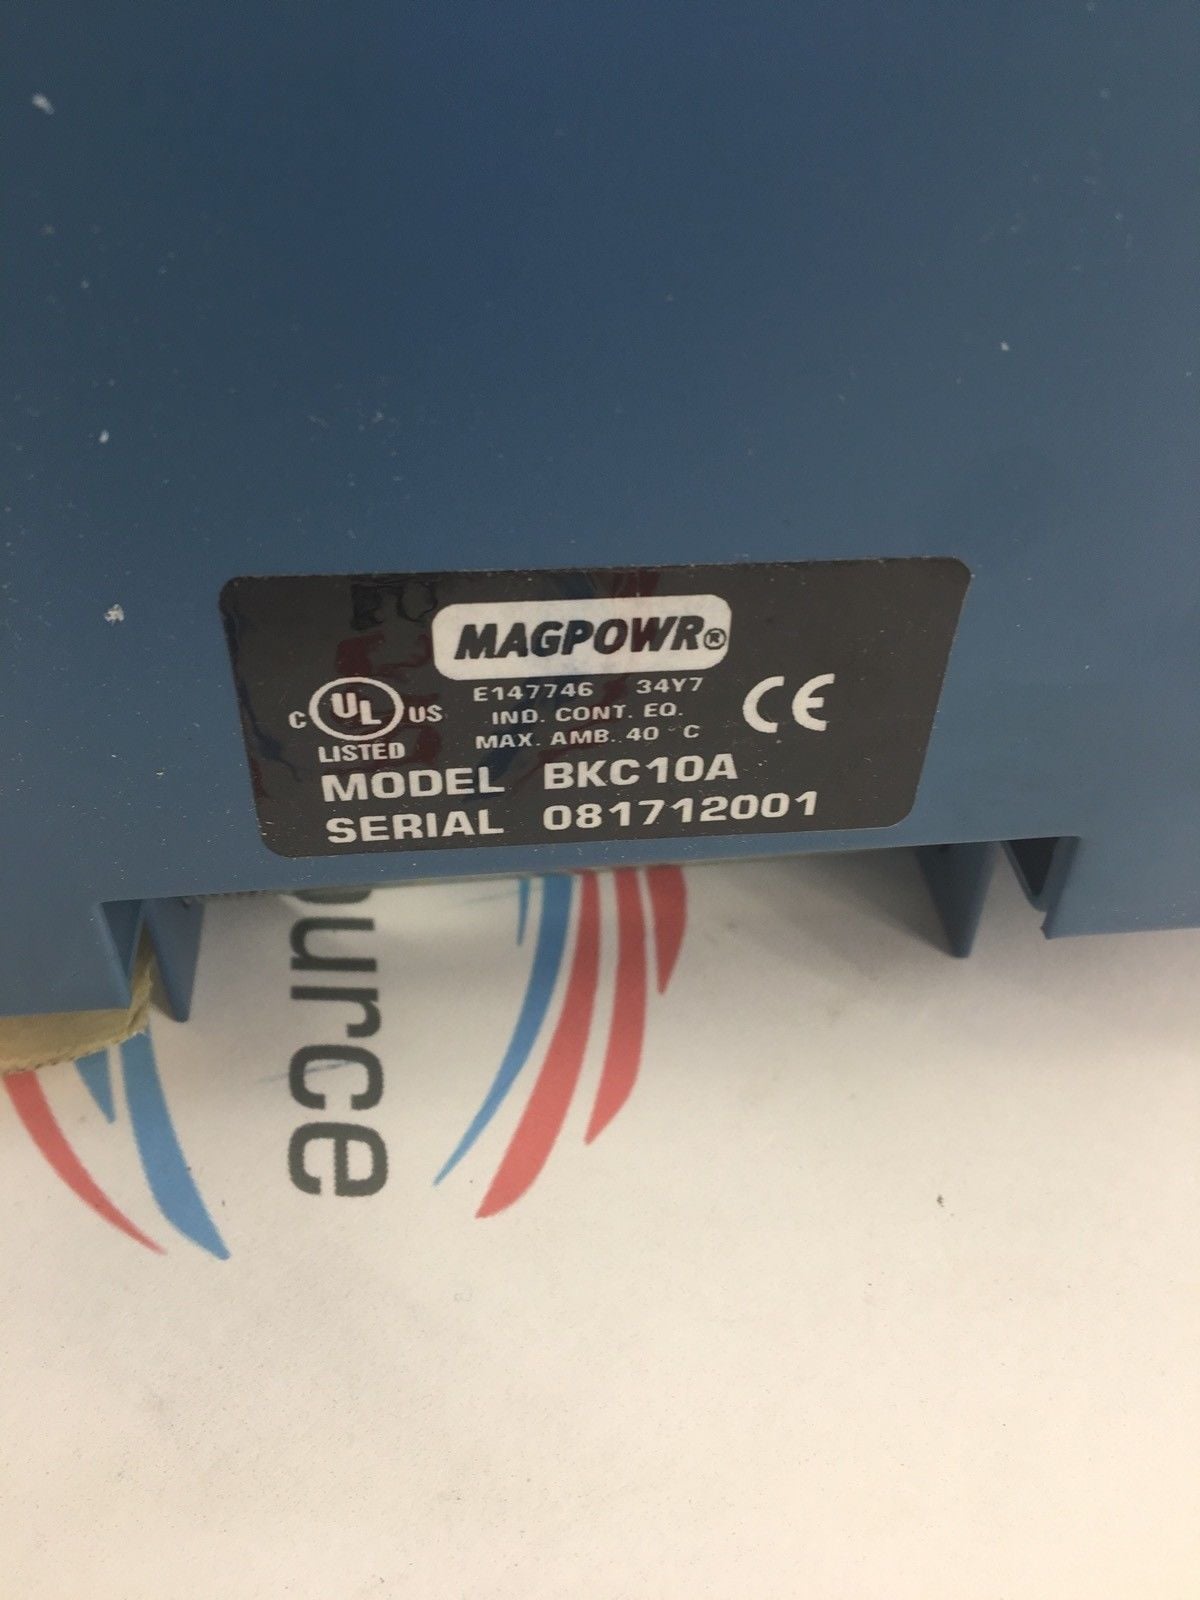 MAGPOWR®
E147746 34Y7
C UL US
IND. CONT. EQ.
CE
LISTED
MAX. AMB..40 °C
MODEL BKC10A
SERIAL 081712001
ource